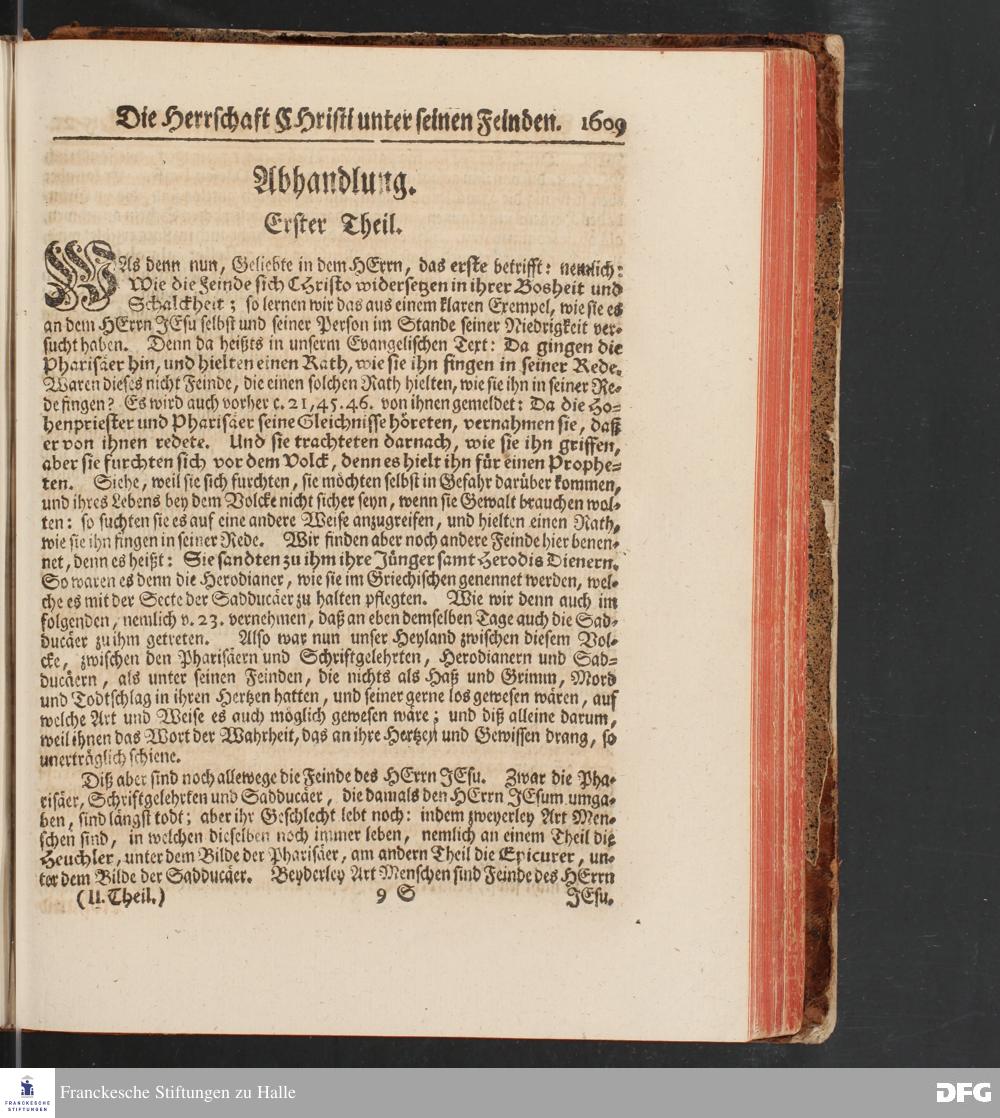 Die Herrschaft CHristi unter seinen Feinden. 1609
Abhandlung.
Erster Theil.
WAs denn nun, Geliebte in dem HErrn, das erste betrifft: nemlich:
Wie die Feinde sich CHristo widersetzen in ihrer Bosheit und
Schalckheit; so lernen wir das aus einem klaren Exempel, wie sie es
an dem HErrn JEsu selbst und seiner Person im Stande seiner Niedrigkeit ver-
sucht haben. Denn da heißts in unserm Evangelischen Text: Da gingen die
Pharisäer hin, und hielten einen Rath, wie sie ihn fingen in seiner Rede.
Waren dieses nicht Feinde, die einen solchen Rath hielten, wie sie ihn in seiner Re-
de fingen? Es wird auch vorher c. 21, 45. 46. von ihnen gemeldet: Da die Ho-
henpriester und Pharisäer seine Gleichnisse höreten, vernahmen sie, daß
er von ihnen redete. Und sie trachteten darnach, wie sie ihn griffen,
aber sie furchten sich vor dem Volck, denn es hielt ihn für einen Prophe-
ten. Siehe, weil sie sich furchten, sie möchten selbst in Gefahr darüber kommen,
und ihres Lebens bey dem Volcke nicht sicher seyn, wenn sie Gewalt brauchen wol-
ten: so suchten sie es auf eine andere Weise anzugreifen, und hielten einen Rath,
wie sie ihn fingen in seiner Rede. Wir finden aber noch andere Feinde hier benen-
net, denn es heißt: Sie sandten zu ihm ihre Jünger samt Herodis Dienern.
So waren es denn die Herodianer, wie sie im Griechischen genennet werden, wel-
che es mit der Secte der Sadducäer zu halten pflegten. Wie wir denn auch im
folgenden, nemlich v. 23. vernehmen, daß an eben demselben Tage auch die Sad-
ducäer zu ihm getreten. Also war nun unser Heyland zwischen diesem Vol-
cke, zwischen den Pharisäern und Schriftgelehrten, Herodianern und Sad-
ducäern, als unter seinen Feinden, die nichts als Haß und Grimm, Mord
und Todtschlag in ihren Hertzen hatten, und seiner gerne los gewesen wären, auf
welche Art und Weise es auch möglich gewesen wäre; und diß alleine darum,
weil ihnen das Wort der Wahrheit, das an ihre Hertzen und Gewissen drang, so
unerträglich schiene.
Diß aber sind noch allewege die Feinde des HErrn JEsu. Zwar die Pha-
risäer, Schriftgelehrten und Sadducäer, die damals den HErrn JEsum umga-
ben, sind längst todt; aber ihr Geschlecht lebt noch: indem zweyerley Art Men-
schen sind, in welchen dieselben noch immer leben, nemlich an einem Theil die
Heuchler, unter dem Bilde der Pharisäer, am andern Theil die Epicurer, un-
ter dem Bilde der Sadducäer. Beyderley Art Menschen sind Feinde des HErrn
(II. Theil.) 9 S JEsu.
FRANCKESCHE
STIFTUNGEN
Franckesche Stiftungen zu Halle
DFG